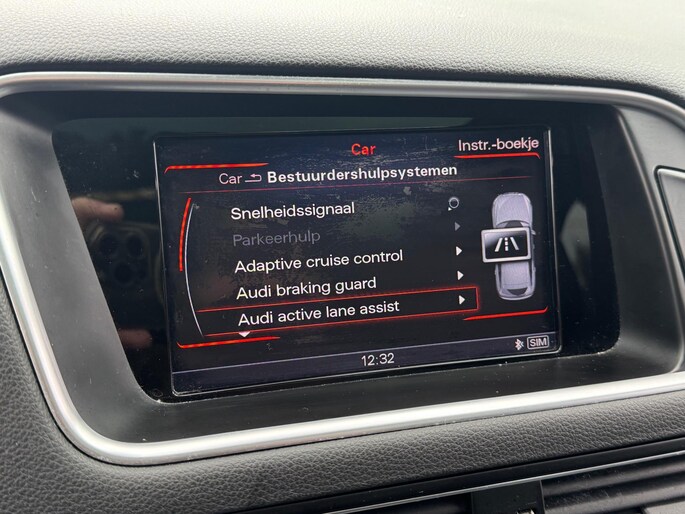 Car
Instr.-boekje
Car Bestuurdershulpsystemen
Snelheidssignaal
Parkeerhulp
Adaptive cruise control
Audi braking guard
Audi active lane assist
12:32
SIM